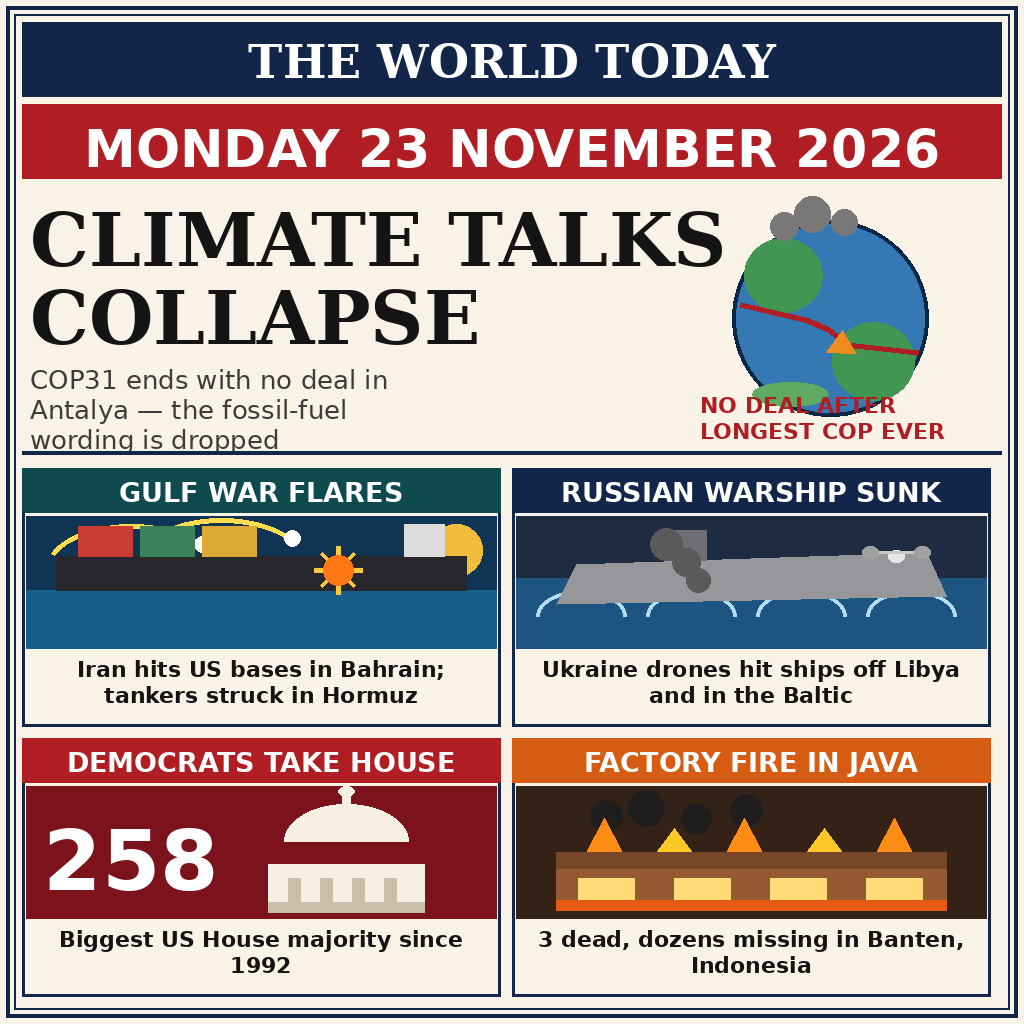 THE WORLD TODAY
MONDAY 23 NOVEMBER 2026
CLIMATE TALKS
COLLAPSE
COP31 ends with no deal in
Antalya — the fossil-fuel
wording is dropped
NO DEAL AFTER
LONGEST COP EVER
GULF WAR FLARES
Iran hits US bases in Bahrain;
tankers struck in Hormuz
RUSSIAN WARSHIP SUNK
Ukraine drones hit ships off Libya
and in the Baltic
DEMOCRATS TAKE HOUSE
258
Biggest US House majority since
1992
FACTORY FIRE IN JAVA
3 dead, dozens missing in Banten,
Indonesia